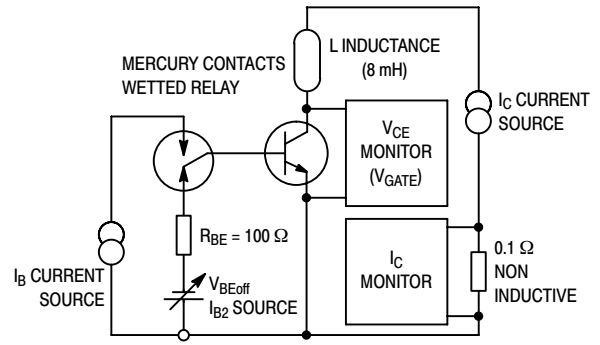 L INDUCTANCE
(8 mH)
MERCURY CONTACTS
WETTED RELAY
IC CURRENT
SOURCE
VCE
MONITOR
(VGATE)
RBE = 100 Ω
IC
MONITOR
0.1 Ω
NON
INDUCTIVE
IB CURRENT
SOURCE
VBEoff
IB2 SOURCE